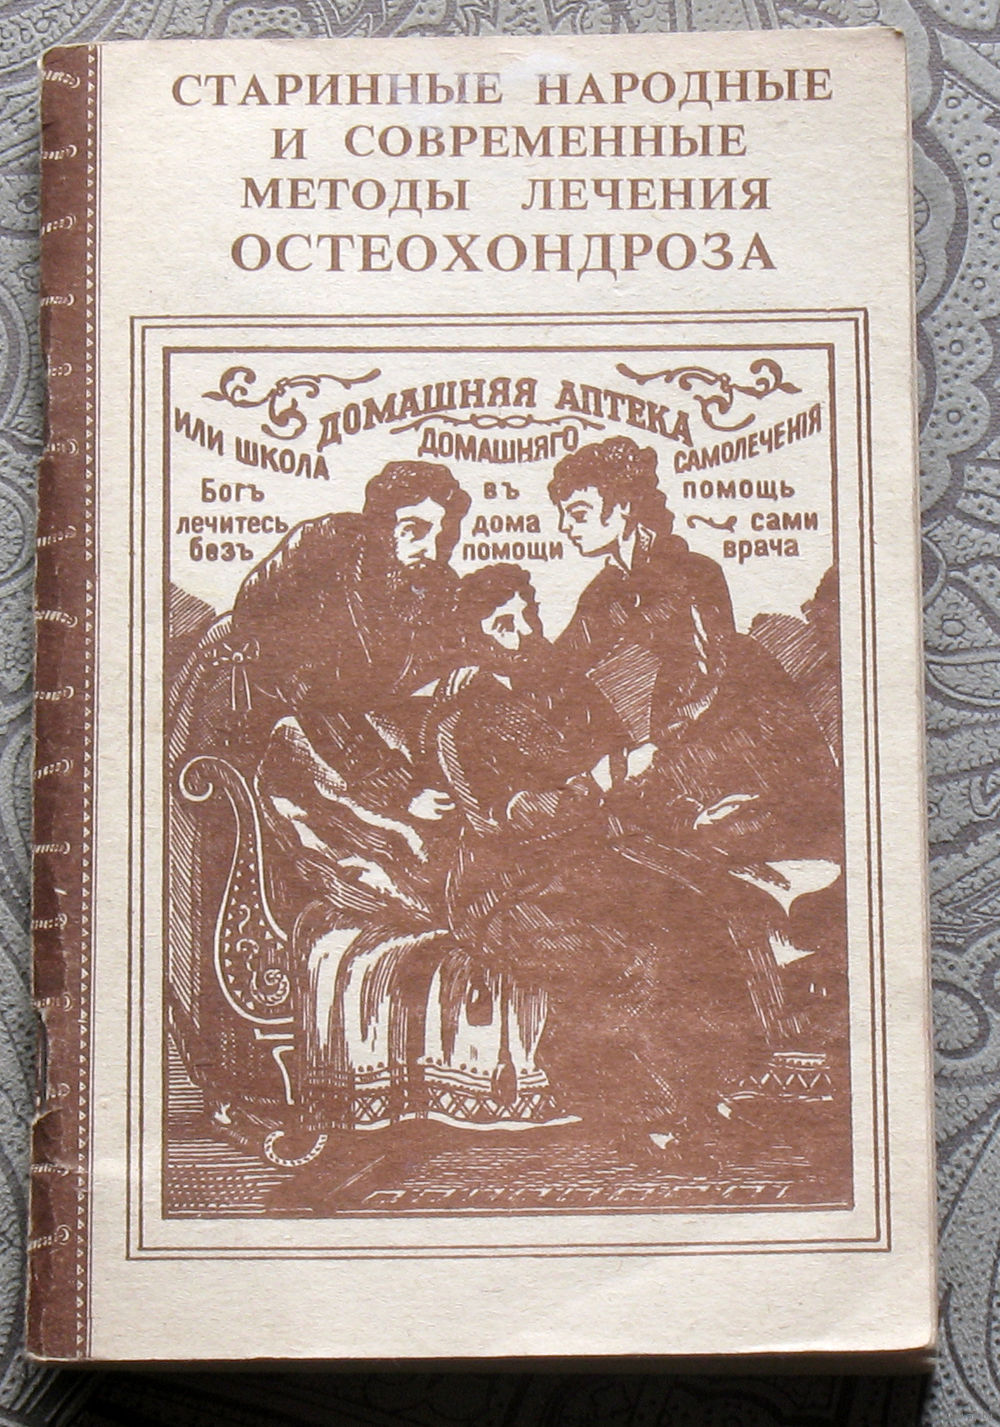 СТАРИННЫЕ НАРОДНЫЕ
И СОВРЕМЕННЫЕ
МЕТОДЫ ЛЕЧЕНИЯ
ОСТЕОХОНДРОЗА
ДОМАШНЯЯ АПТЕКА
ИЛИ ШКОЛА ДОМАШНЯГО САМОЛЕЧЕНІЯ
Богъ въ помощь
лечитесь дома сами
безъ помощи врача